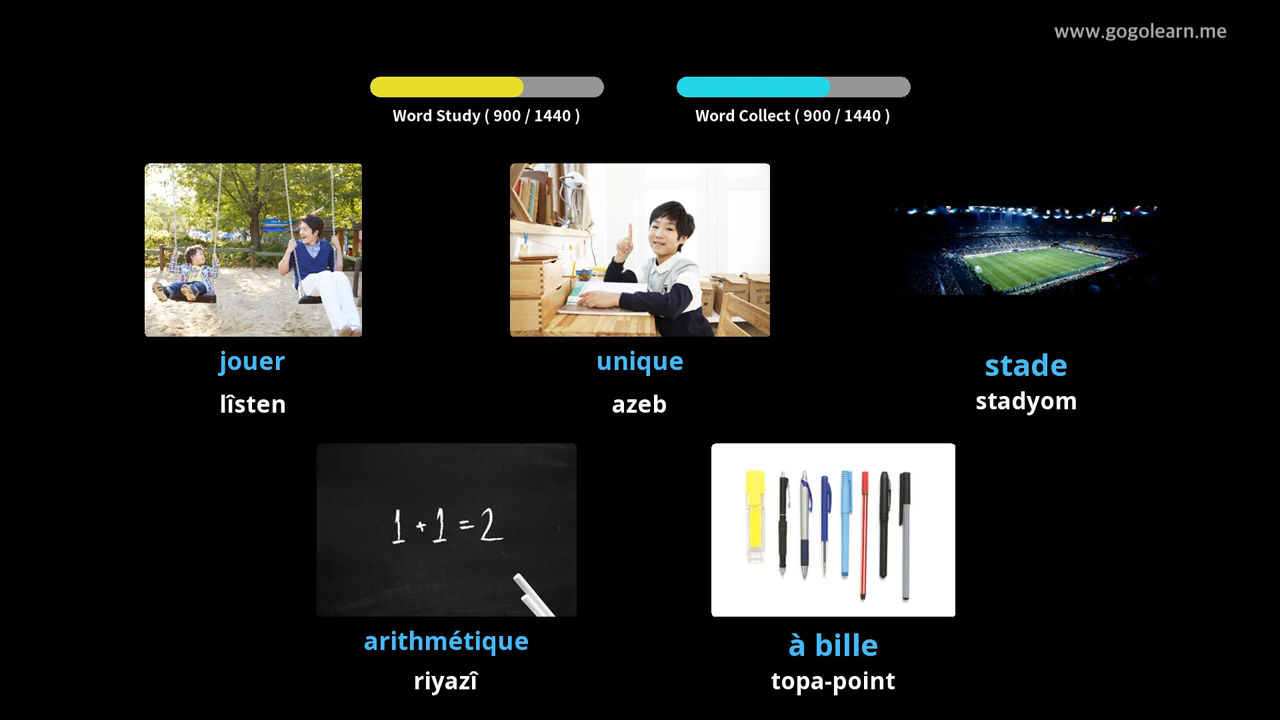 www.gogolearn.me
Word Study ( 900 / 1440 )
Word Collect ( 900 / 1440 )
jouer
lîsten
unique
azeb
stade
stadyom
1 + 1 = 2
arithmétique
riyazî
à bille
topa-point